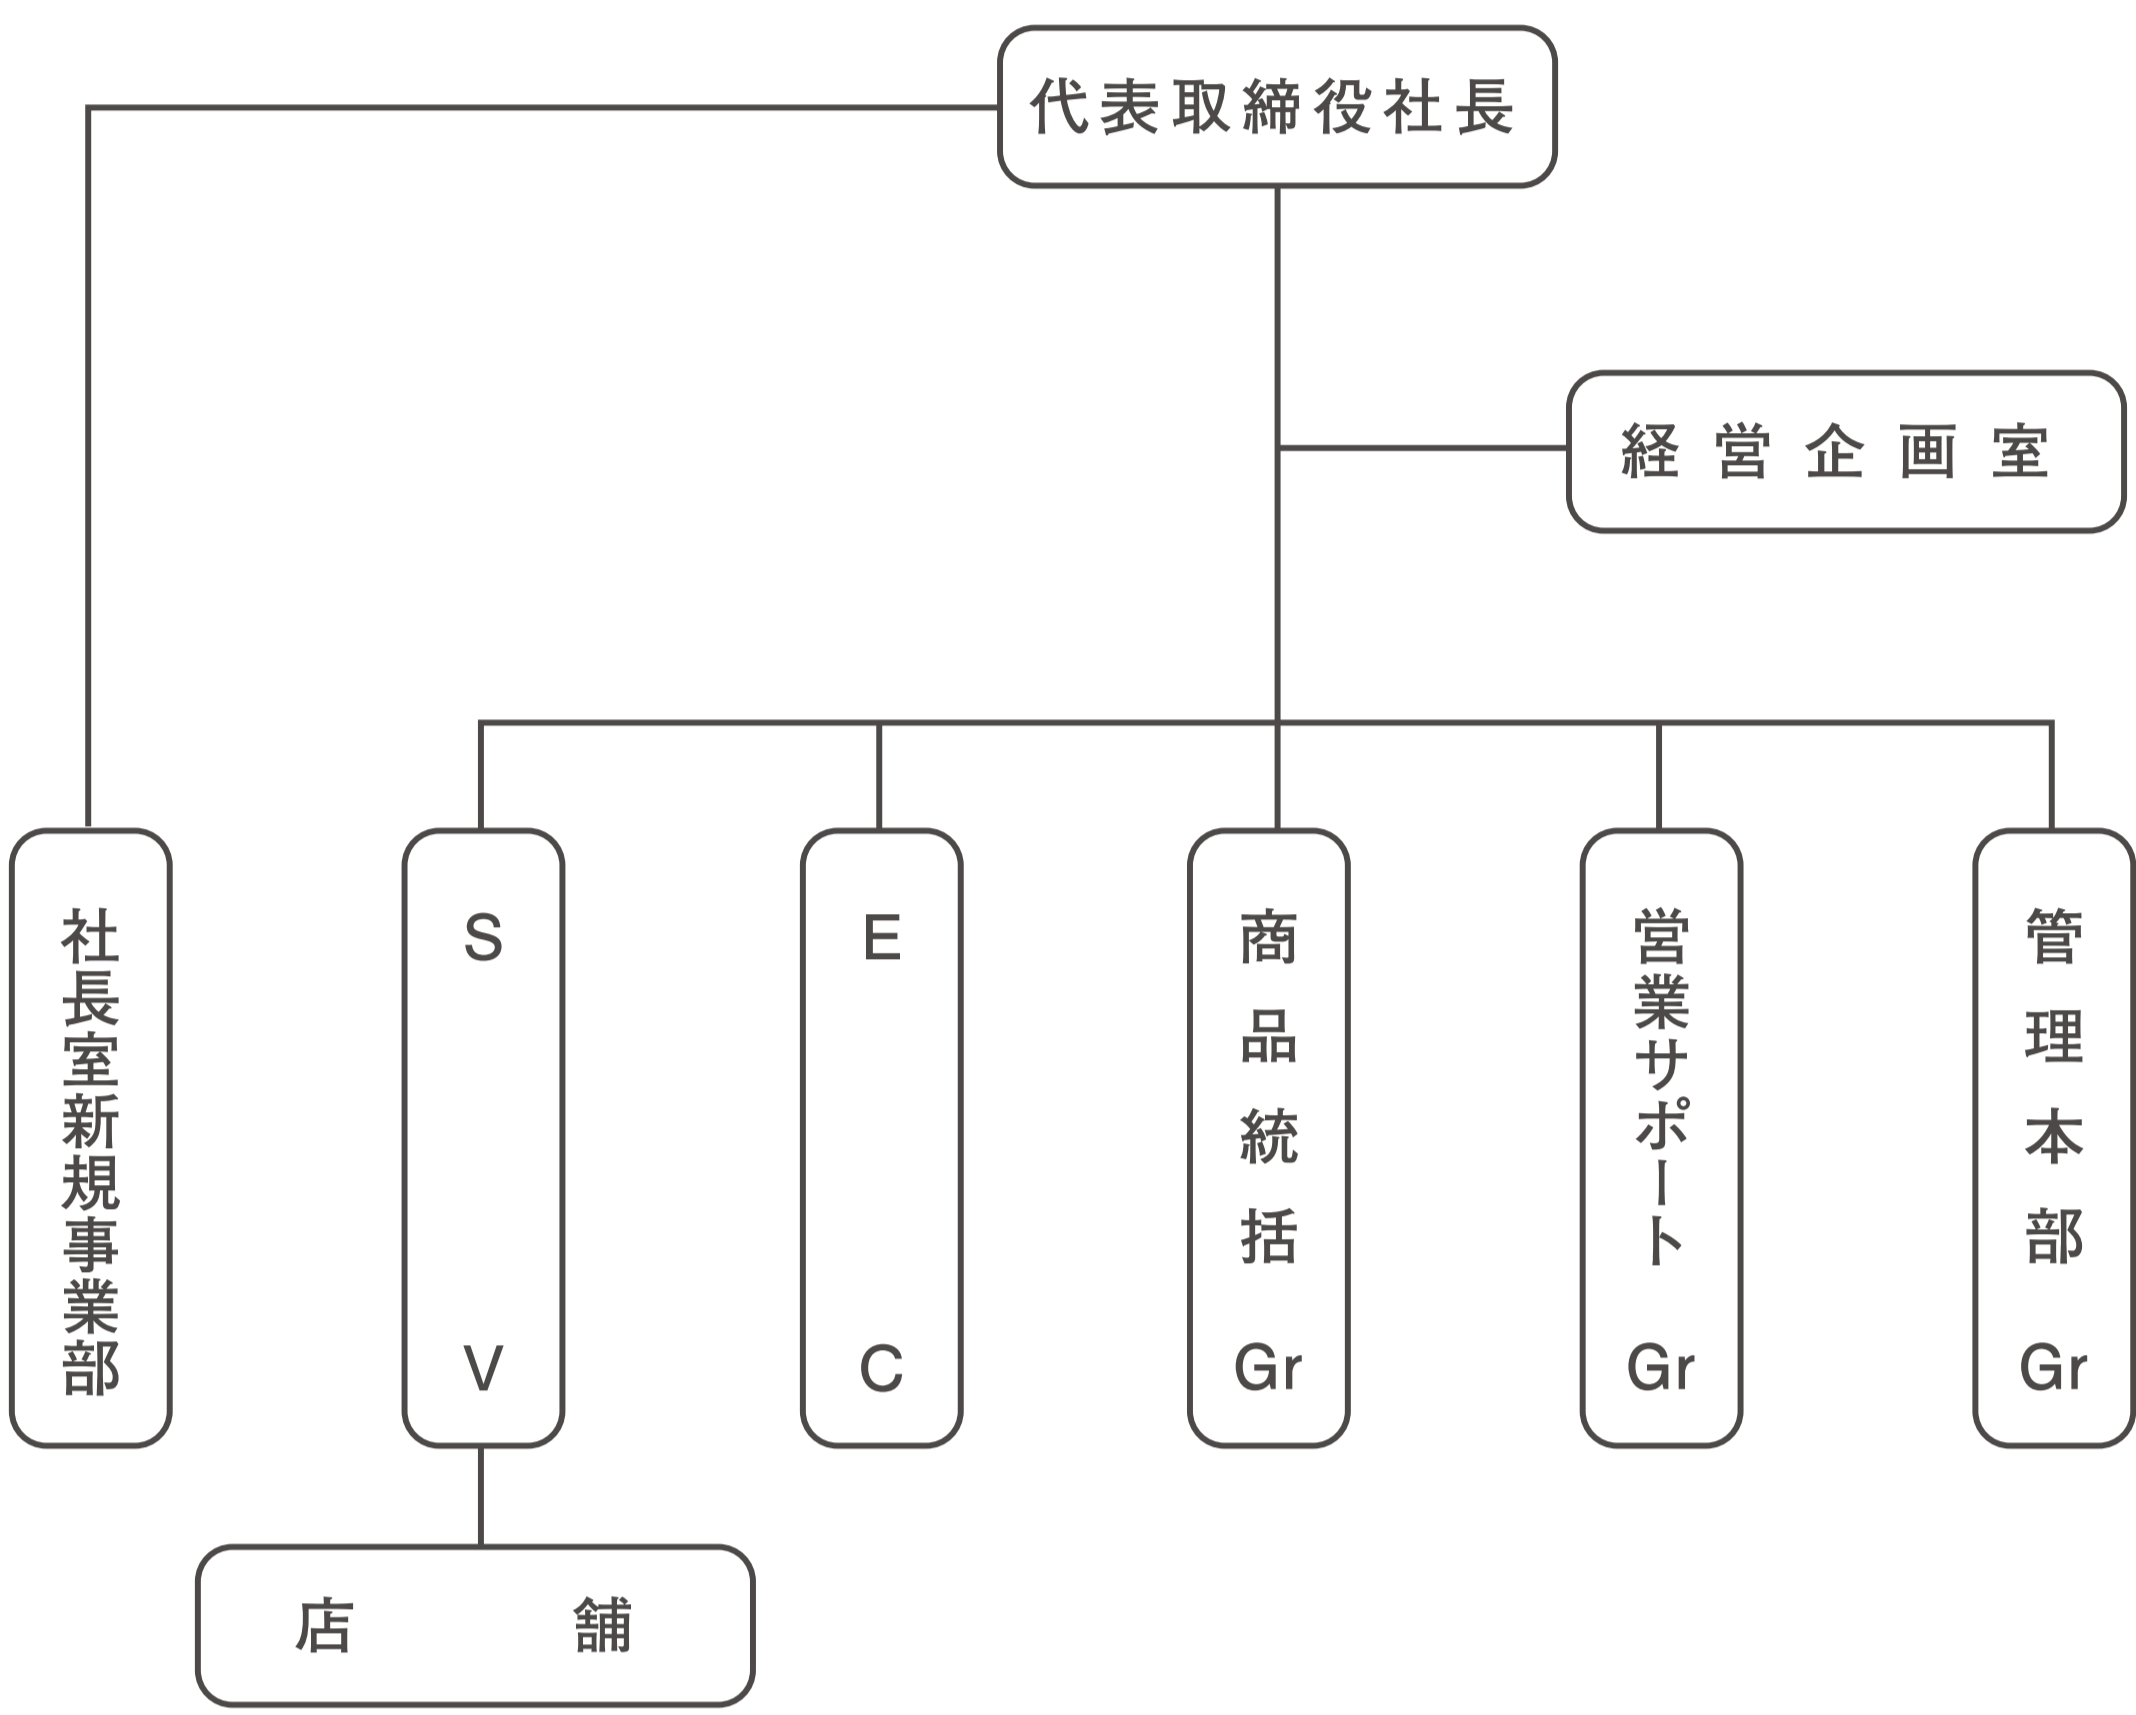 代表取締役社長
経営企画室
社長室新規事業部
SV
EC
商品統括Gr
営業サポートGr
管理本部Gr
店舗